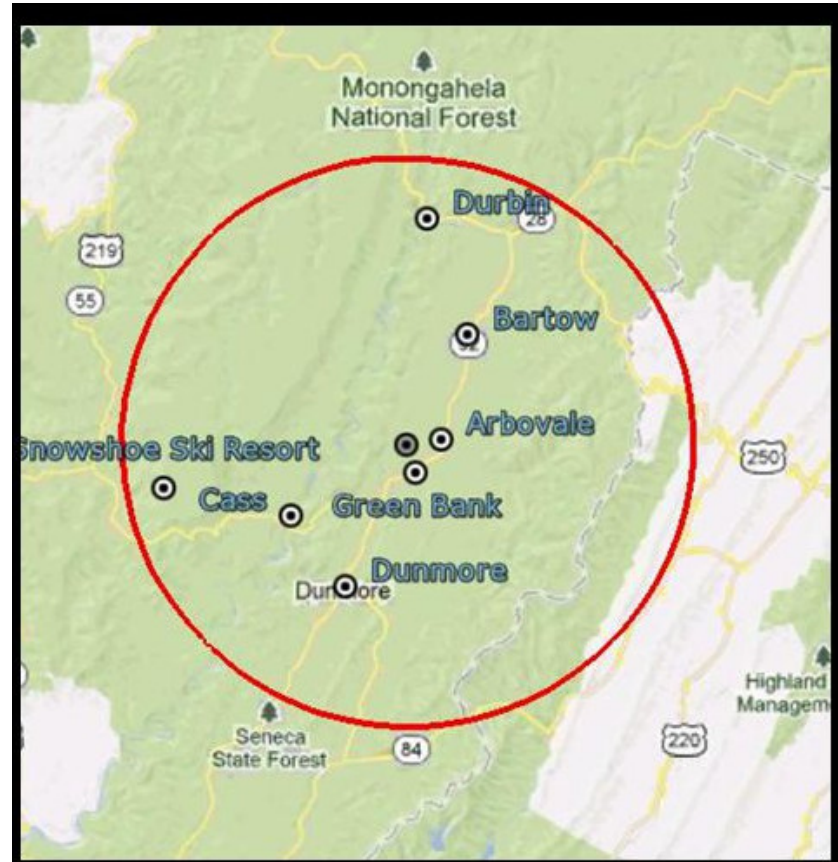 Monongahela
National Forest
Durbin
28
219
55
Bartow
92
Arbovale
Snowshoe Ski Resort
250
Cass
Green Bank
Dunmore
Dunmore
Highland
Managem
Seneca
State Forest
84
220